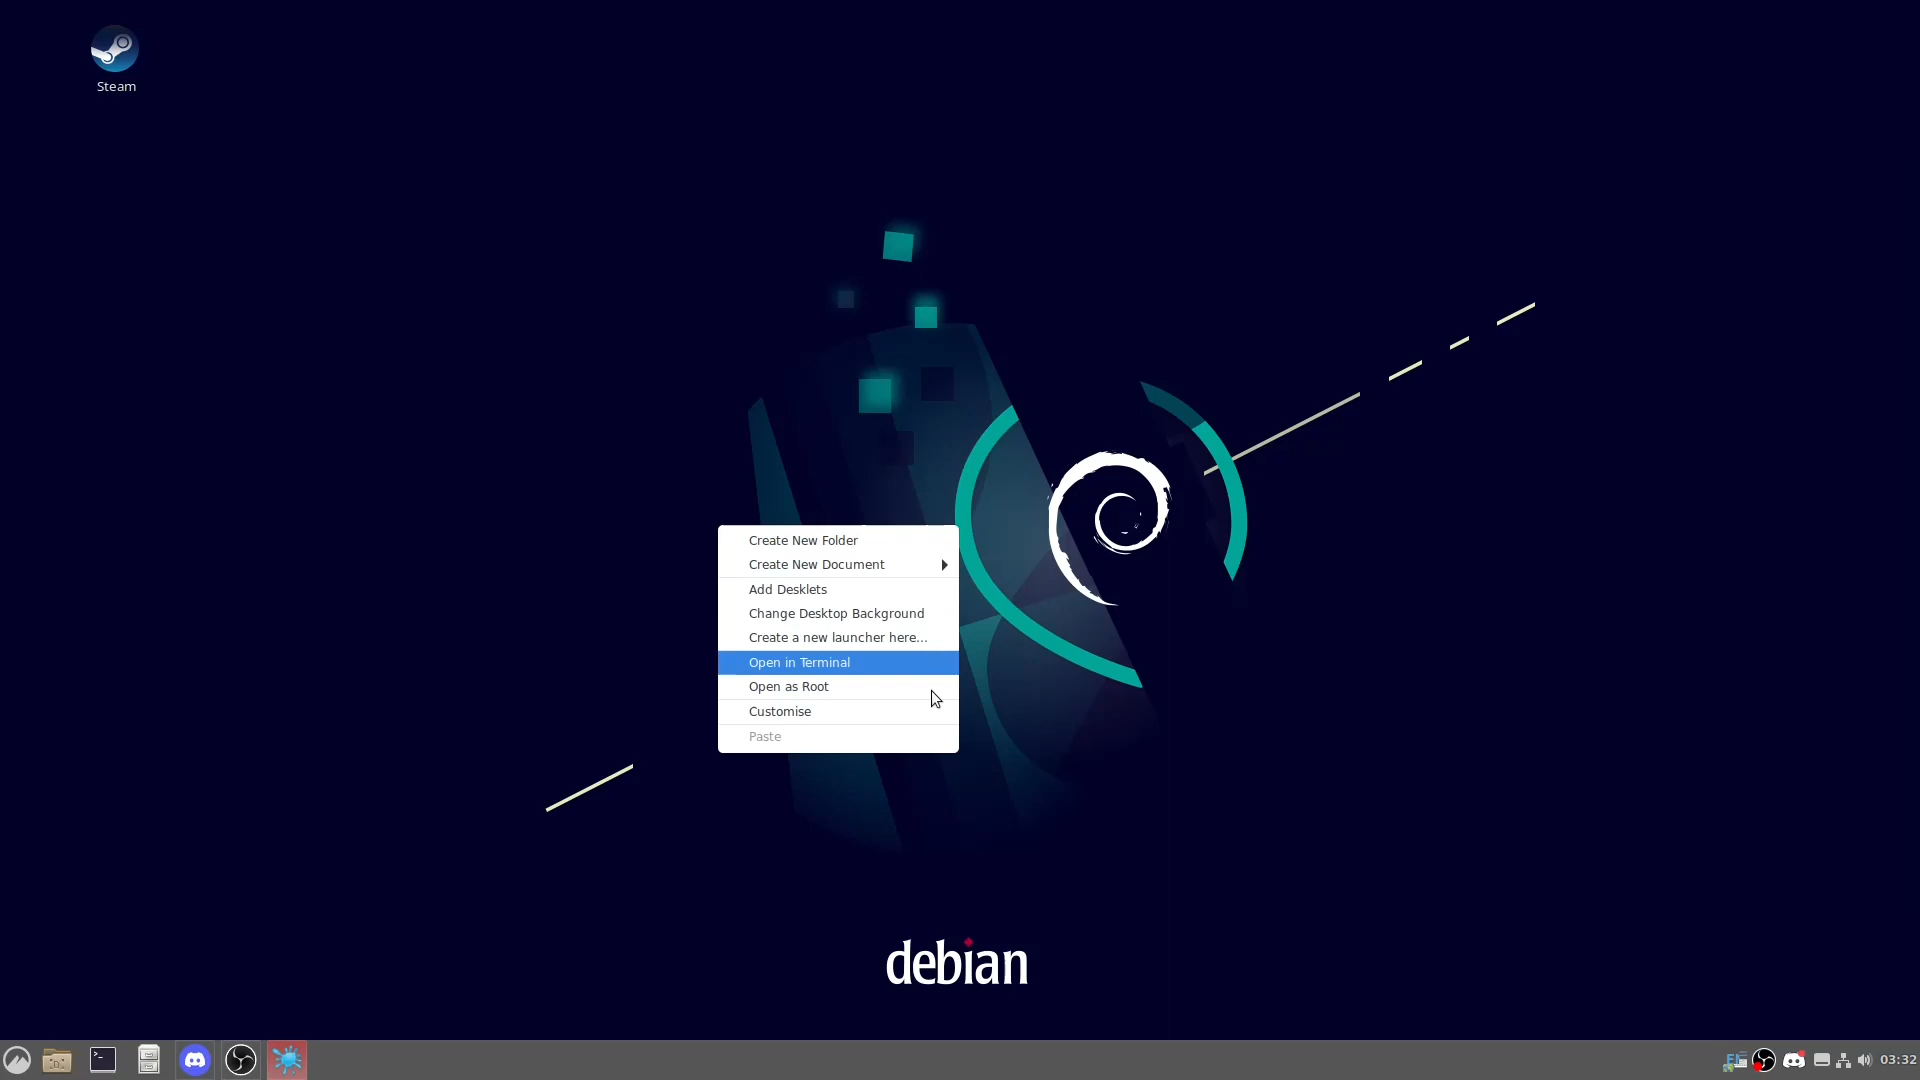 Steam
Create New Folder
Create New Document
Add Desklets
Change Desktop Background
Create a new launcher here...
Open in Terminal
Open as Root
Customise
Paste
debian
03:32